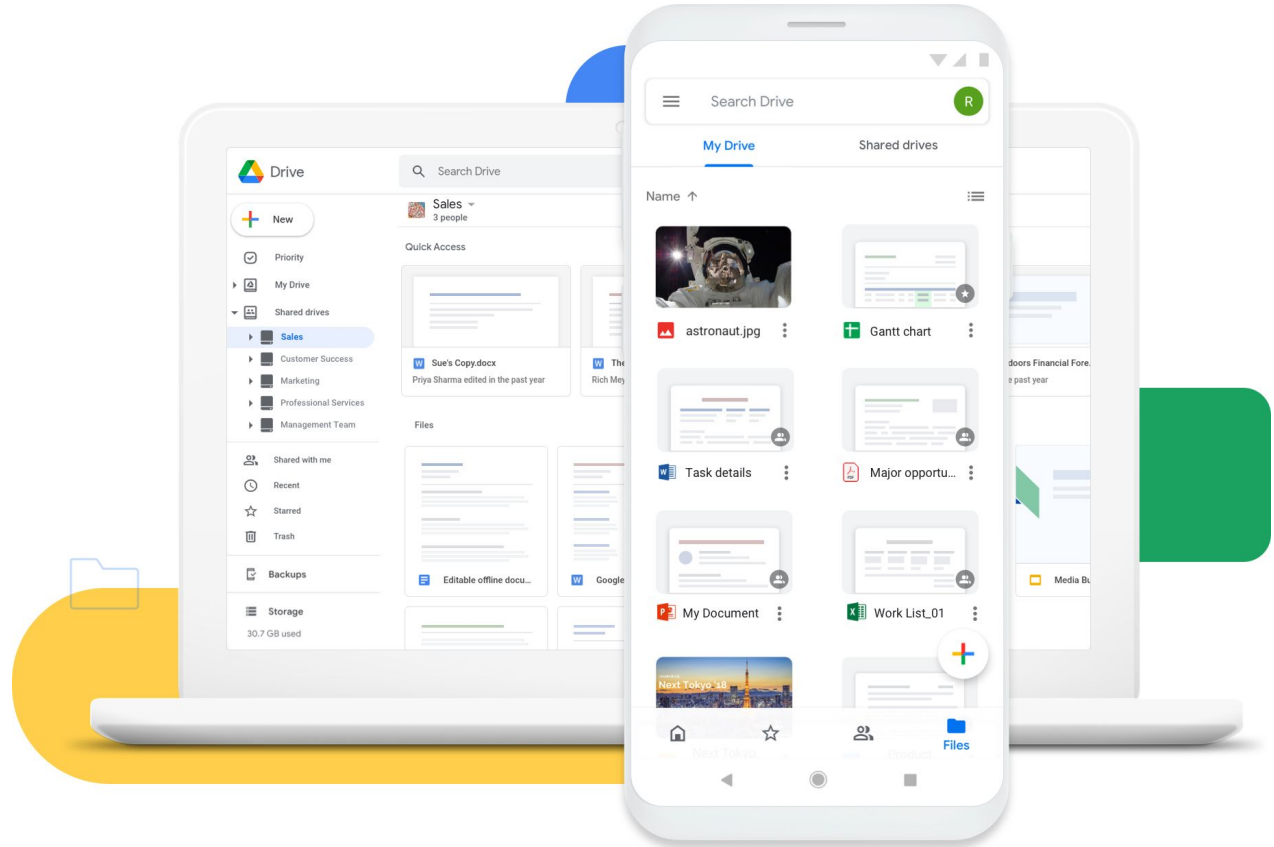 Drive
Search Drive
New
Sales
3 people
Quick Access
Priority
My Drive
Shared drives
Sales
Customer Success
Marketing
Professional Services
Management Team
Shared with me
Recent
Starred
Trash
Backups
Storage
30.7 GB used
W Sue's Copy.docx
Priya Sharma edited in the past year
W The
Rich Mey
Files
Editable offline docu...
W Google
doors Financial Fore.
past year
Media Bu
Search Drive
R
My Drive
Shared drives
Name
astronaut.jpg
Gantt chart
W Task details
PDF Major opportu...
P My Document
X Work List_01
Next Tokyo '18
Next Tokyo
Product
Files